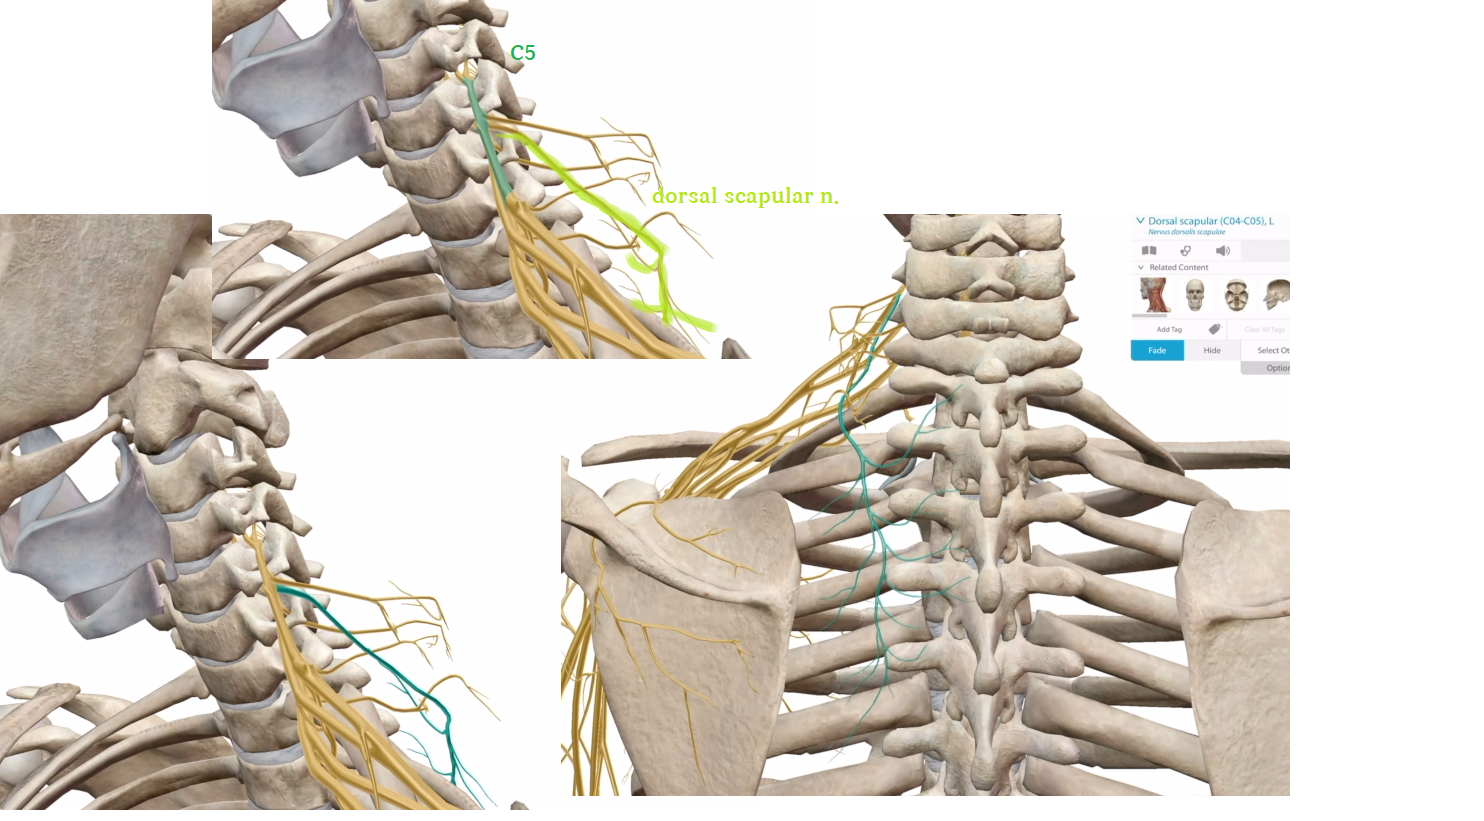 C5
dorsal scapular n.
Dorsal scapular (C04-C05), L
Nervus dorsalis scapulae
Related Content
Add Tag
Clear All Tags
Fade
Hide
Select Ot
Option